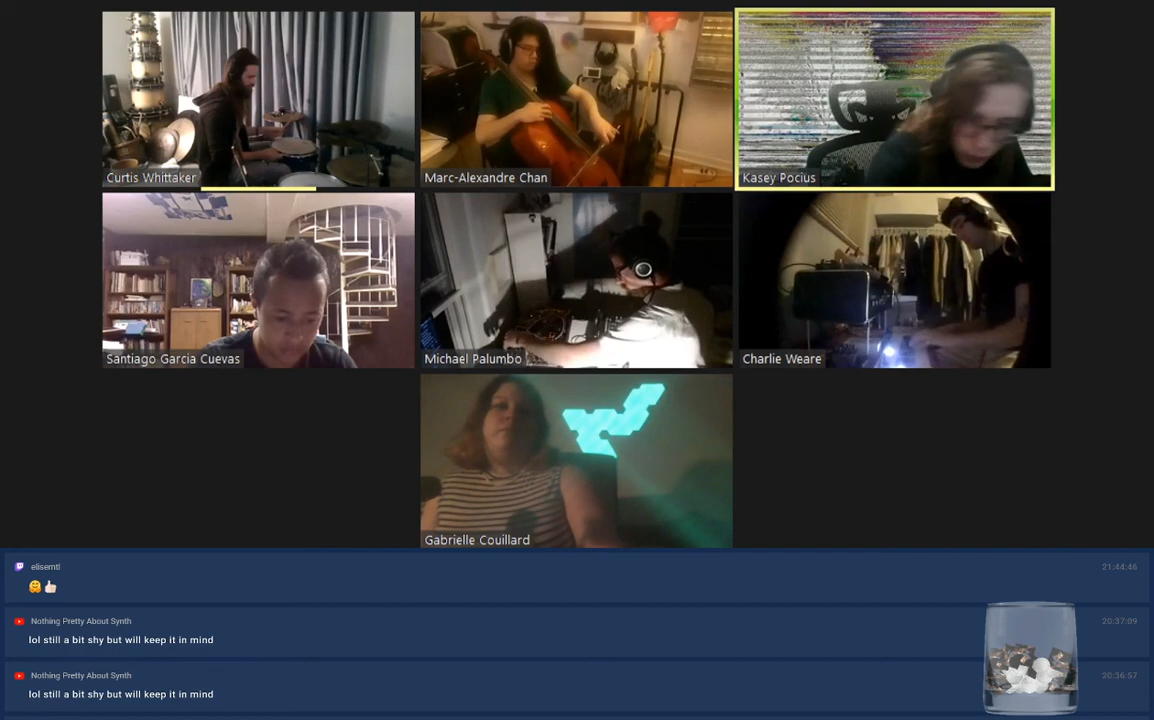 Curtis Whittaker
Marc-Alexandre Chan
Kasey Pocius
Santiago Garcia Cuevas
Michael Palumbo
Charlie Weare
Gabrielle Couillard
elisemtl
21:44:46
🤗👍🏻
Nothing Pretty About Synth
20:37:09
lol still a bit shy but will keep it in mind
Nothing Pretty About Synth
20:36:57
lol still a bit shy but will keep it in mind